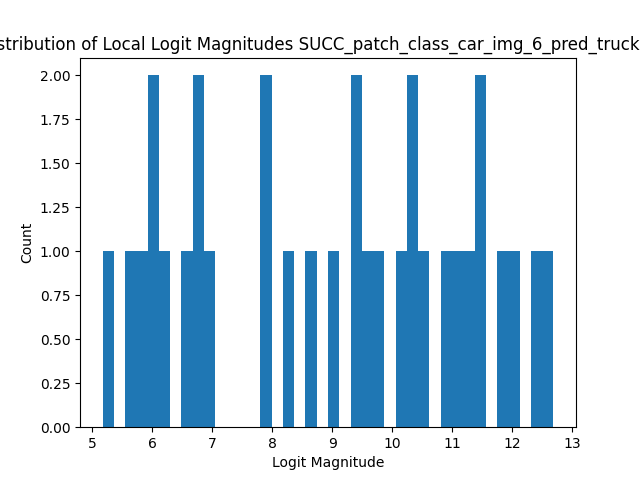 stribution of Local Logit Magnitudes SUCC_patch_class_car_img_6_pred_truck
2.00
1.75
1.50
1.25
1.00
0.75
0.50
0.25
0.00
Count
5 6 7 8 9 10 11 12 13
Logit Magnitude